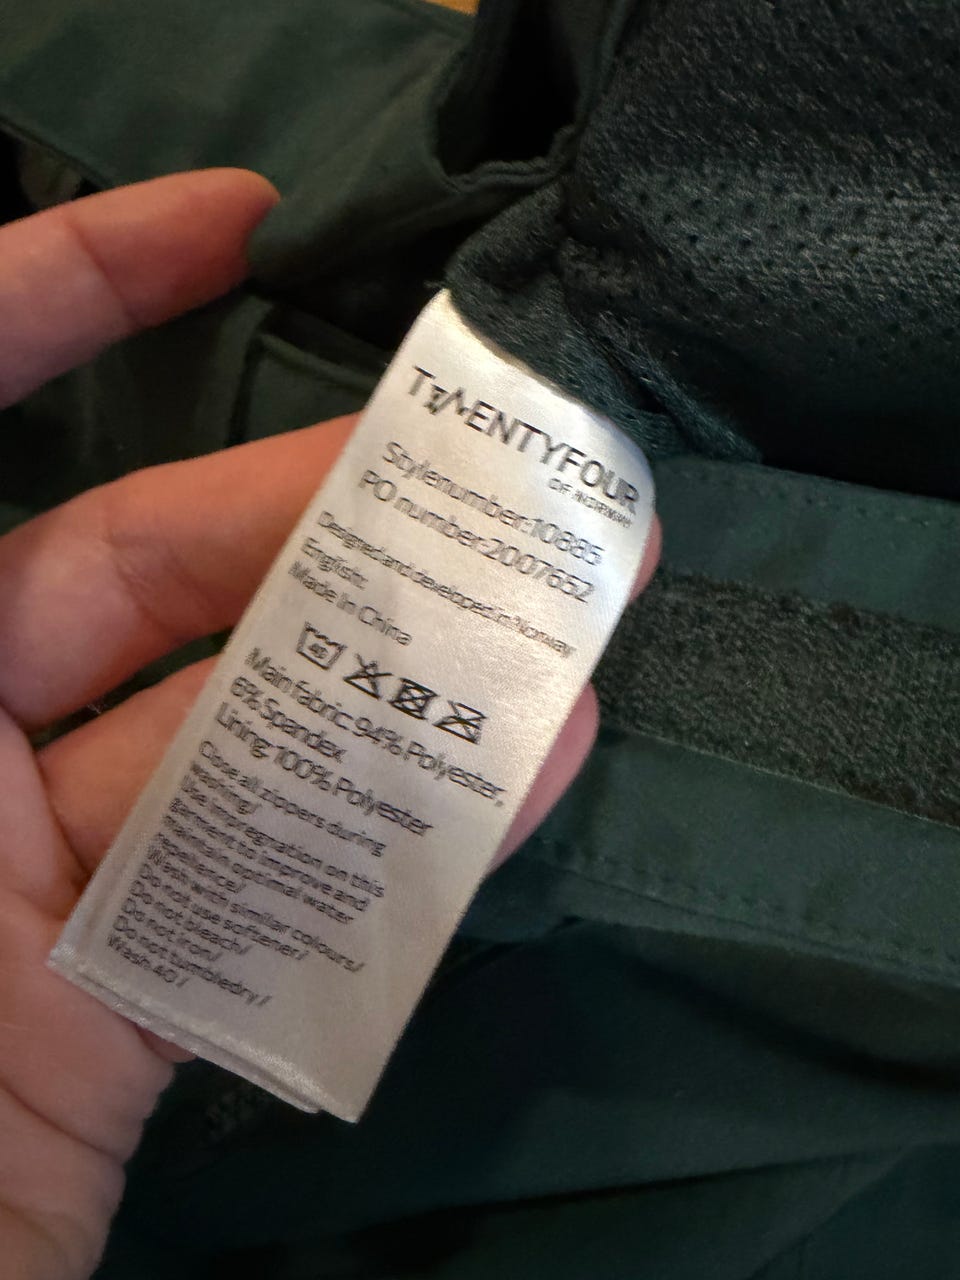 TWENTYFOUR
OF NORWAY
Stylenumber:10885
PO number:2007652
Designed and developed in Norway
English:
Made In China
40
Main fabric: 94% Polyester,
6% Spandex
Lining: 100% Polyester
Close all zippers during
washing/
Use impregnation on this
garment to improve and
maintain optimal water
repellence/
Wash with similar colours/
Do not use softener/
Do not bleach/
Do not iron/
Do not tumbledry/
Wash 40/